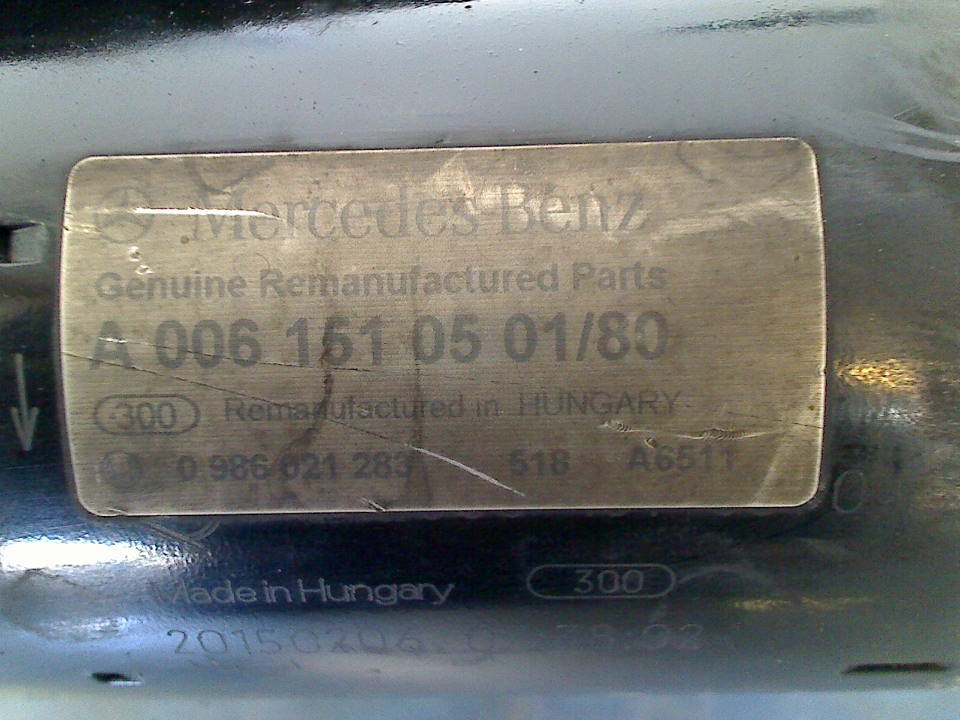 Mercedes-Benz
Genuine Remanufactured Parts
A 006 151 05 01/80
300 Remanufactured in HUNGARY
0 986 021 283 518 A6511
Made in Hungary 300